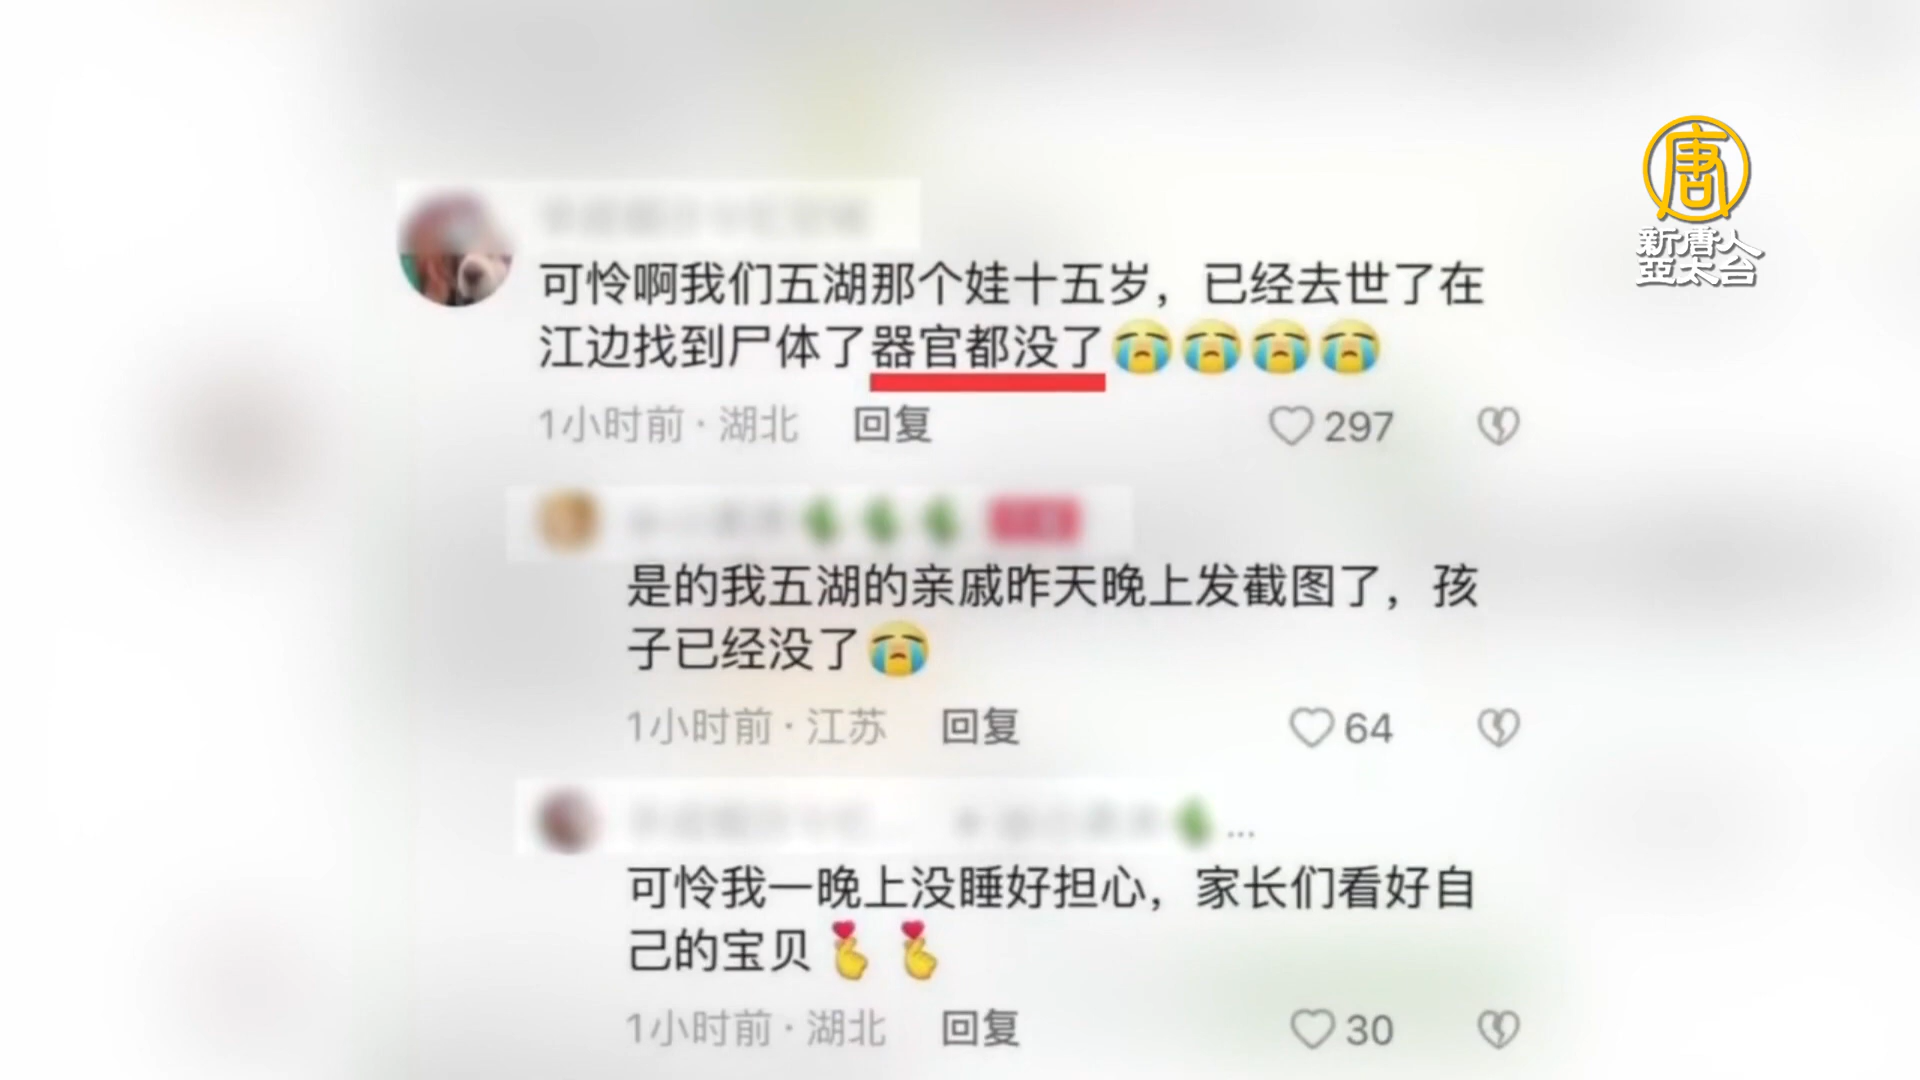 唐
新唐人
亞太台
可怜啊我们五湖那个娃十五岁，已经去世了在
江边找到尸体了器官都没了😭😭😭😭
1小时前·湖北 回复 297
是的我五湖的亲戚昨天晚上发截图了，孩
子已经没了😭
1小时前·江苏 回复 64
...
可怜我一晚上没睡好担心，家长们看好自
己的宝贝🫰🫰
1小时前·湖北 回复 30